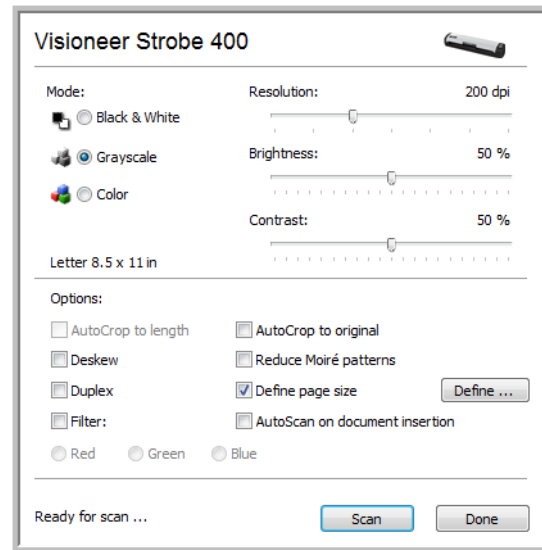 Visioneer Strobe 400
Mode:
Black & White
Grayscale
Color
Letter 8.5 x 11 in
Resolution: 200 dpi
Brightness: 50 %
Contrast: 50 %
Options:
AutoCrop to length AutoCrop to original
Deskew Reduce Moiré patterns
Duplex Define page size Define ...
Filter: AutoScan on document insertion
Red Green Blue
Ready for scan ... Scan Done